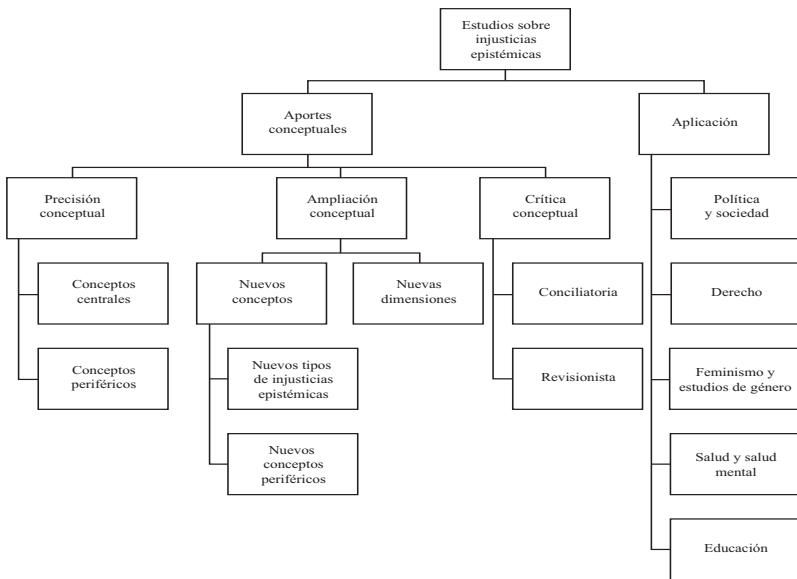 Estudios sobre
injusticias
epistémicas
Aportes
conceptuales
Aplicación
Precisión
conceptual
Ampliación
conceptual
Crítica
conceptual
Política
y sociedad
Conceptos
centrales
Nuevos
conceptos
Nuevas
dimensiones
Conciliatoria
Derecho
Conceptos
periféricos
Nuevos tipos
de injusticias
epistémicas
Revisionista
Feminismo y
estudios de género
Nuevos
conceptos
periféricos
Salud y salud
mental
Educación